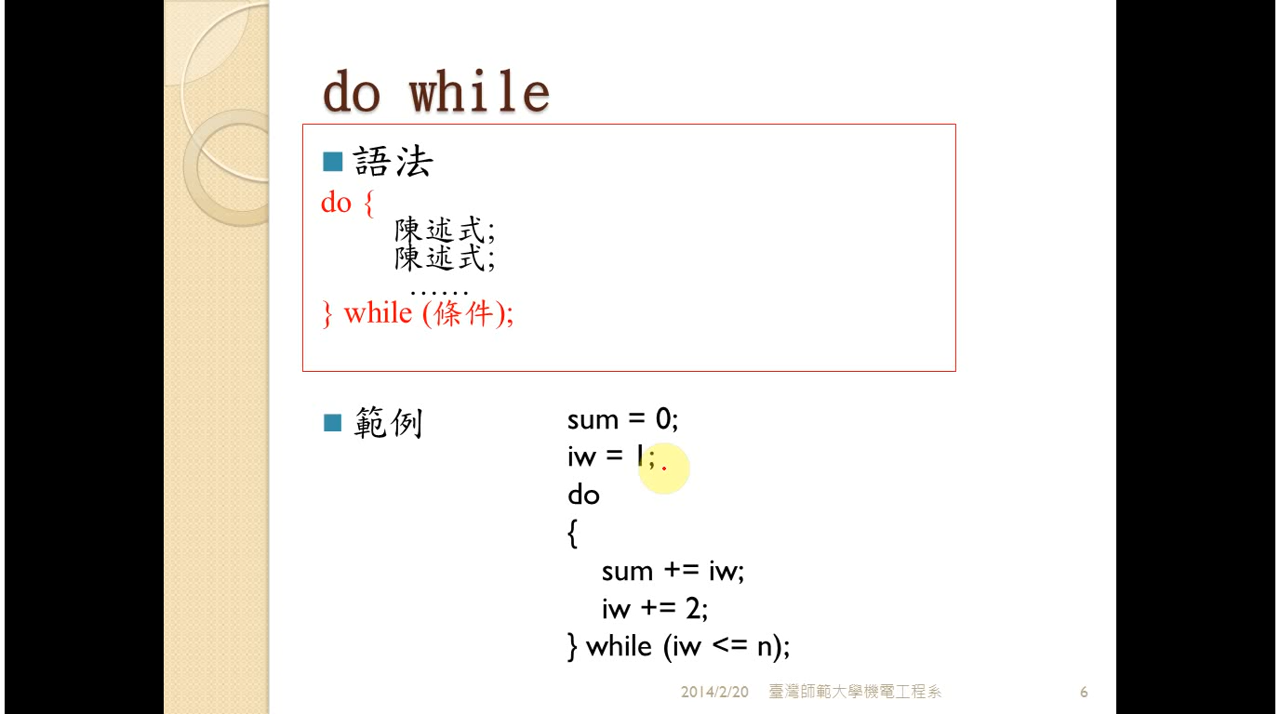 do while
語法
do {
陳述式;
陳述式;
......
} while (條件);
範例
sum = 0;
iw = 1;
do
{
sum += iw;
iw += 2;
} while (iw <= n);
2014/2/20 臺灣師範大學機電工程系 6